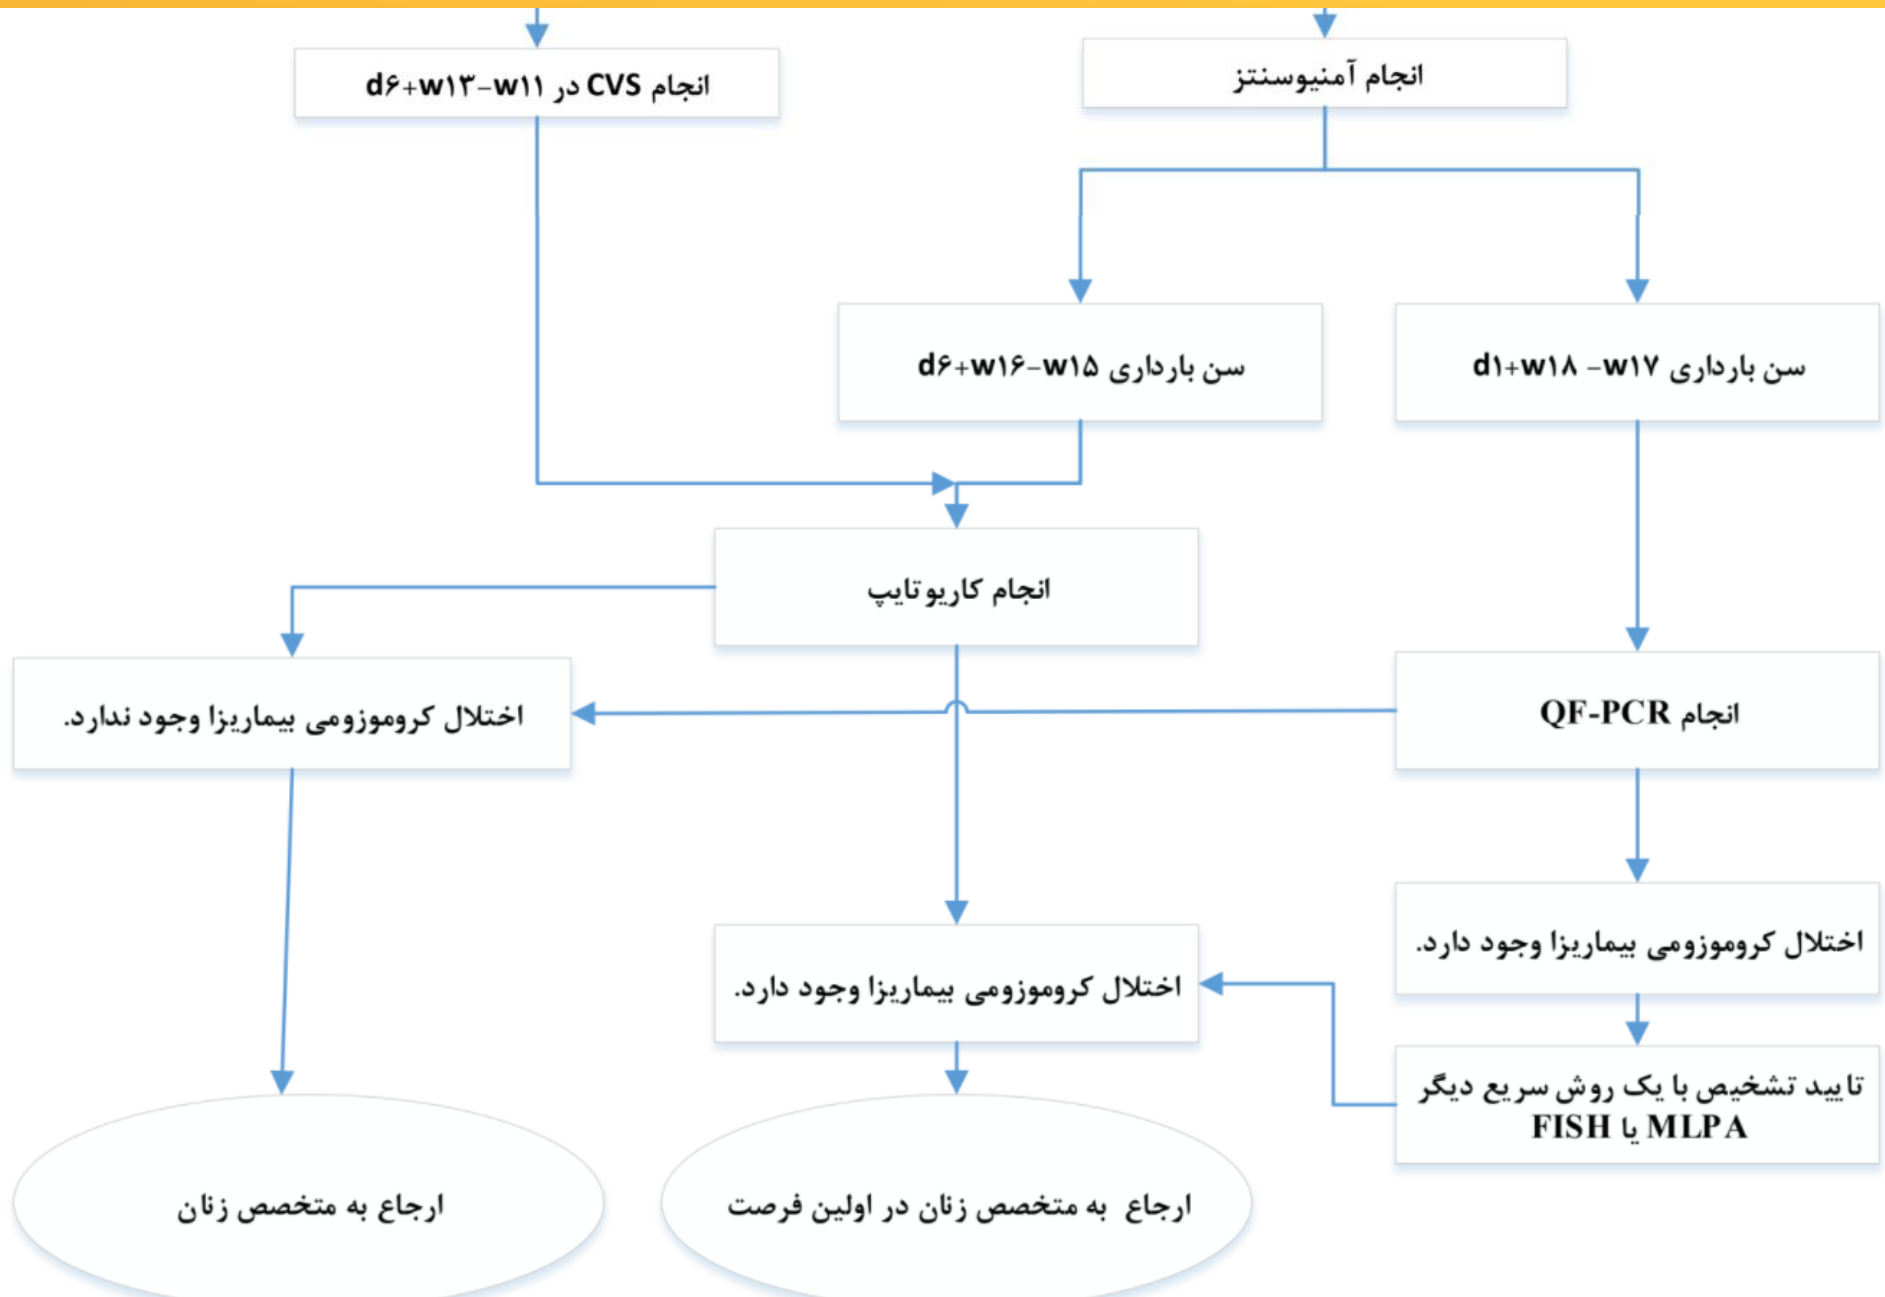 انجام آمنیوسنتز
انجام CVS در w۱۱-w۱۳+d۶
سن بارداری w۱۷- w۱۸+d۱
سن بارداری w۱۵-w۱۶+d۶
انجام کاریوتایپ
انجام QF-PCR
اختلال کروموزومی بیماریزا وجود ندارد.
اختلال کروموزومی بیماریزا وجود دارد.
اختلال کروموزومی بیماریزا وجود دارد.
تایید تشخیص با یک روش سریع دیگر
MLPA یا FISH
ارجاع به متخصص زنان در اولین فرصت
ارجاع به متخصص زنان